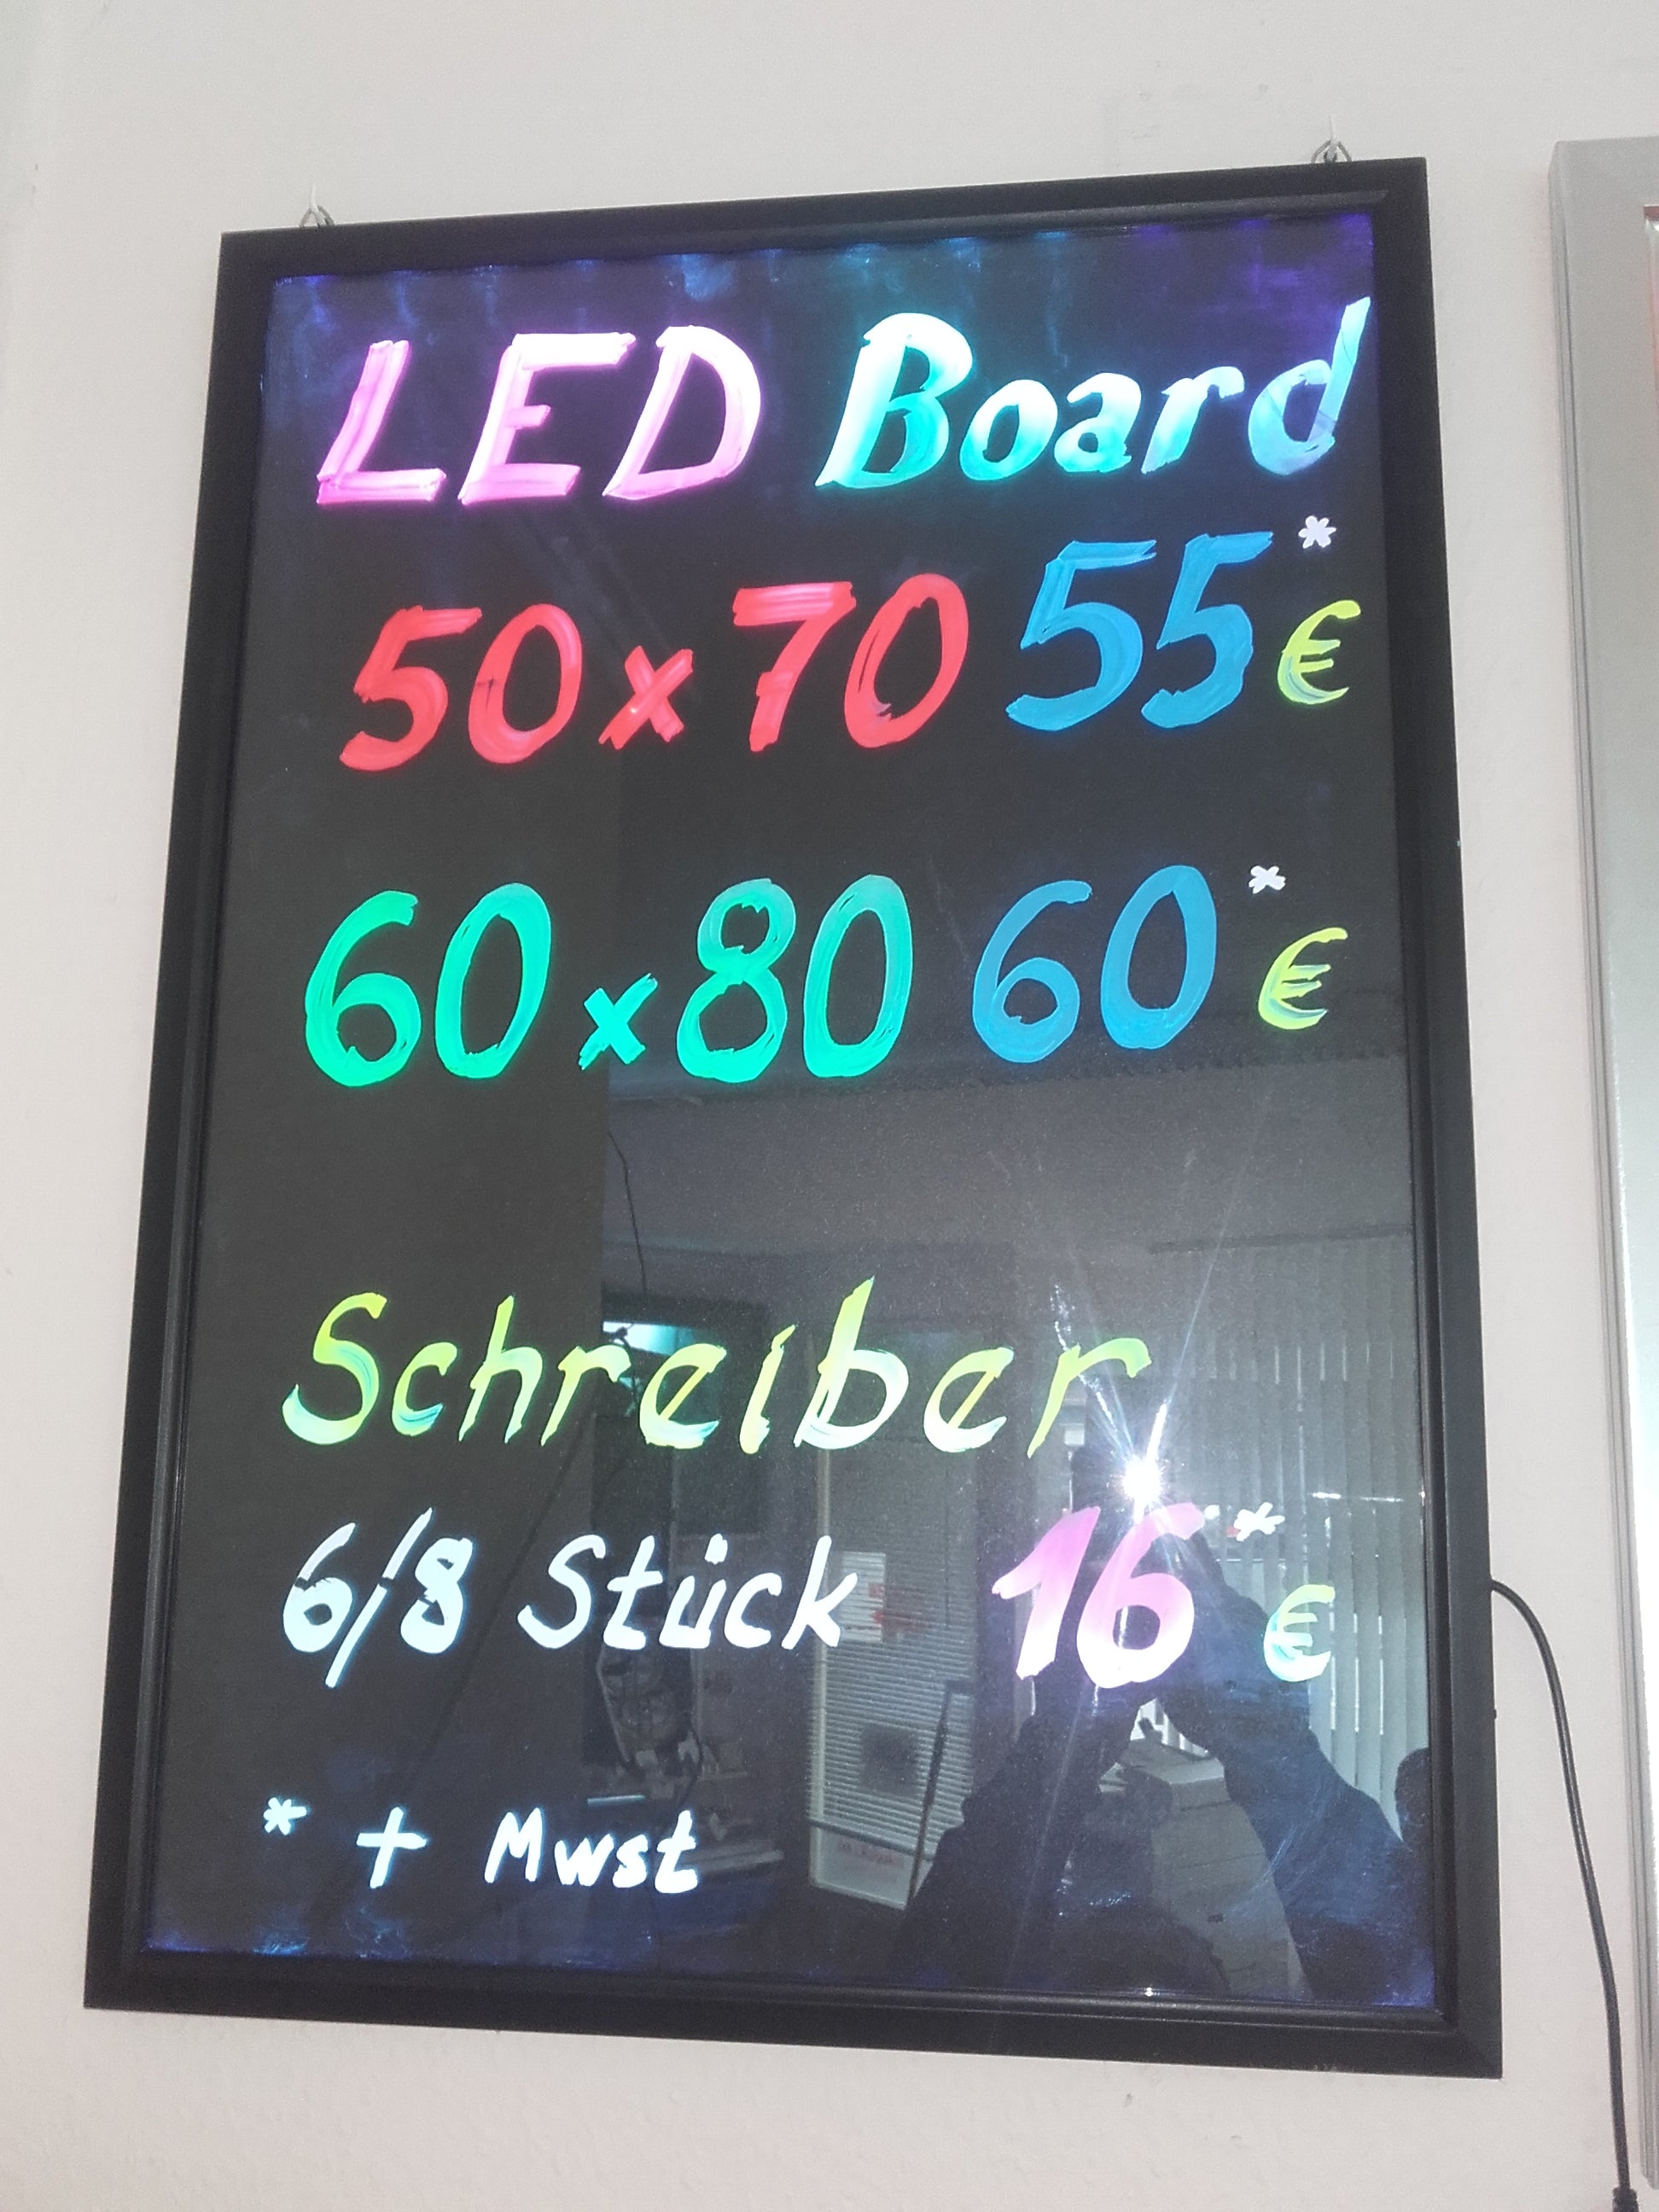 LED Board
50x70 55* €
60x80 60* €
Schreiber
6/8 Stück 16* €
* + Mwst